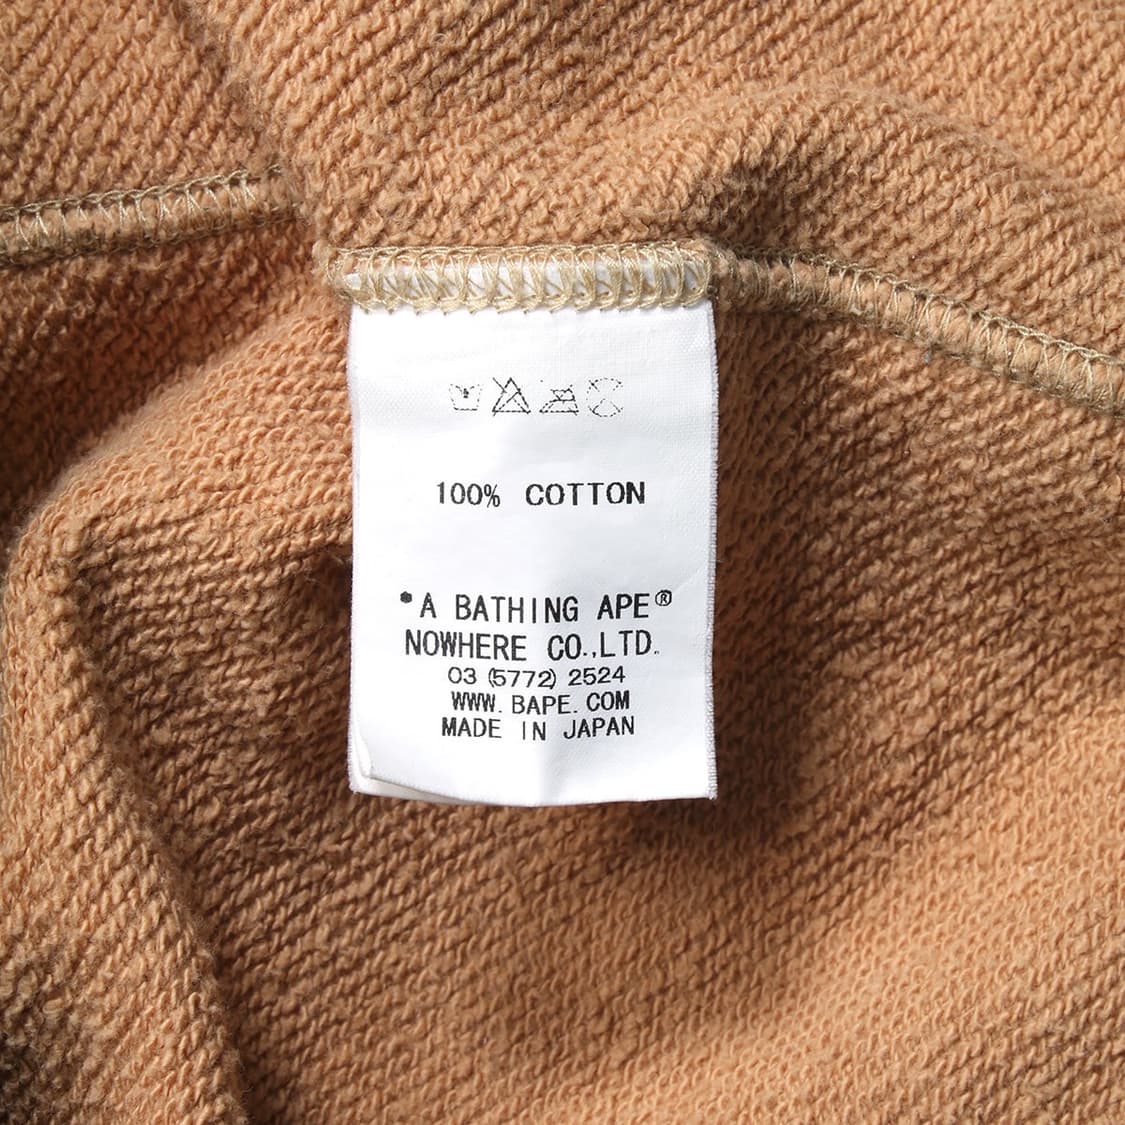 100% COTTON
•A BATHING APE®
NOWHERE CO.,LTD.
03 (5772) 2524
WWW. BAPE. COM
MADE IN JAPAN